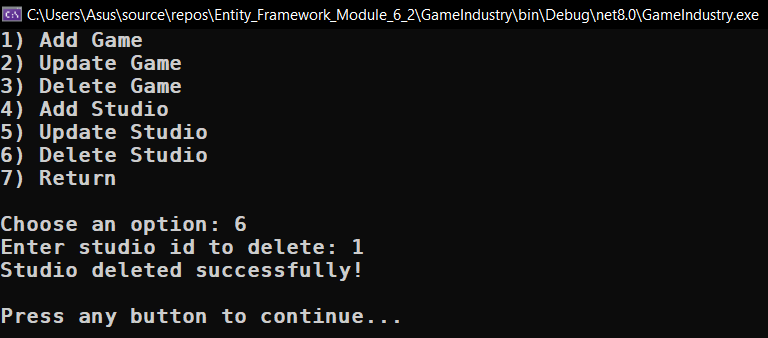 C:\Users\Asus\source\repos\Entity_Framework_Module_6_2\GameIndustry\bin\Debug\net8.0\GameIndustry.exe
1) Add Game
2) Update Game
3) Delete Game
4) Add Studio
5) Update Studio
6) Delete Studio
7) Return
Choose an option: 6
Enter studio id to delete: 1
Studio deleted successfully!
Press any button to continue...